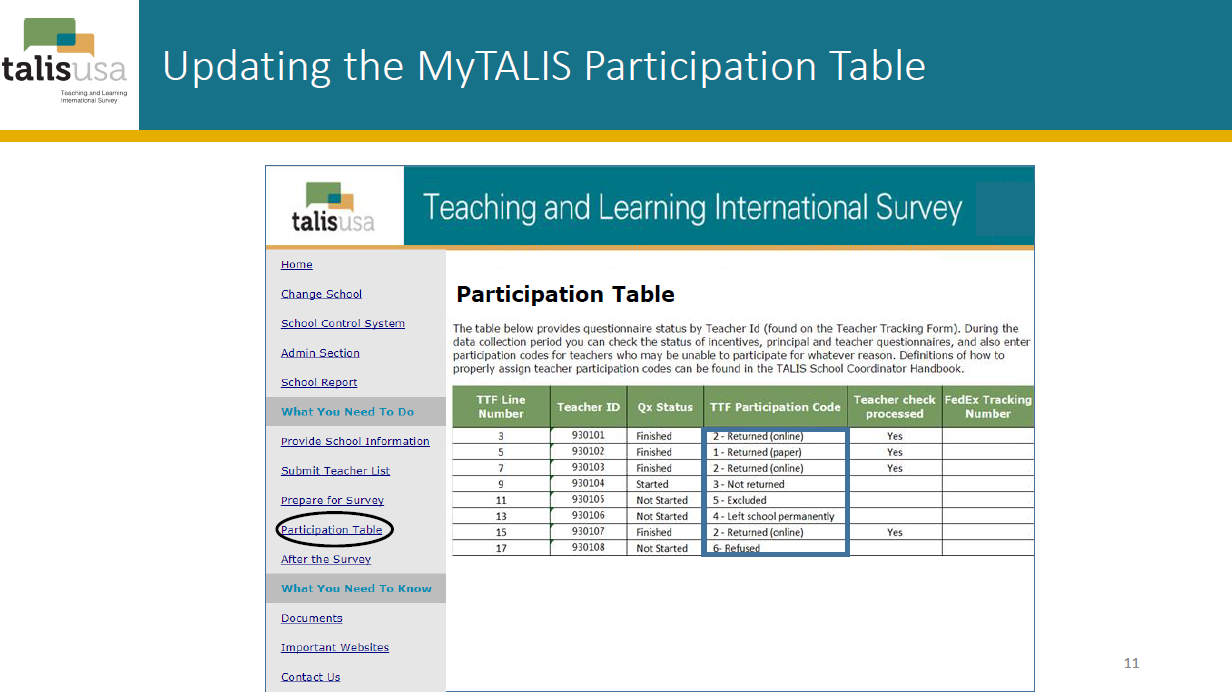 talisusa
Teaching and Learning
International Survey
Updating the MyTALIS Participation Table
talisusa
Teaching and Learning International Survey
Home
Change School
School Control System
Admin Section
School Report
What You Need To Do
Provide School Information
Submit Teacher List
Prepare for Survey
Participation Table
After the Survey
What You Need To Know
Documents
Important Websites
Contact Us
Participation Table
The table below provides questionnaire status by Teacher Id (found on the Teacher Tracking Form). During the
data collection period you can check the status of incentives, principal and teacher questionnaires, and also enter
participation codes for teachers who may be unable to participate for whatever reason. Definitions of how to
properly assign teacher participation codes can be found in the TALIS School Coordinator Handbook.
TTF Line Number Teacher ID Qx Status TTF Participation Code Teacher check processed FedEx Tracking Number
3 930101 Finished 2 - Returned (online) Yes
5 930102 Finished 1 - Returned (paper) Yes
7 930103 Finished 2 - Returned (online) Yes
9 930104 Started 3 - Not returned
11 930105 Not Started 5 - Excluded
13 930106 Not Started 4 - Left school permanently
15 930107 Finished 2 - Returned (online) Yes
17 930108 Not Started 6- Refused
11